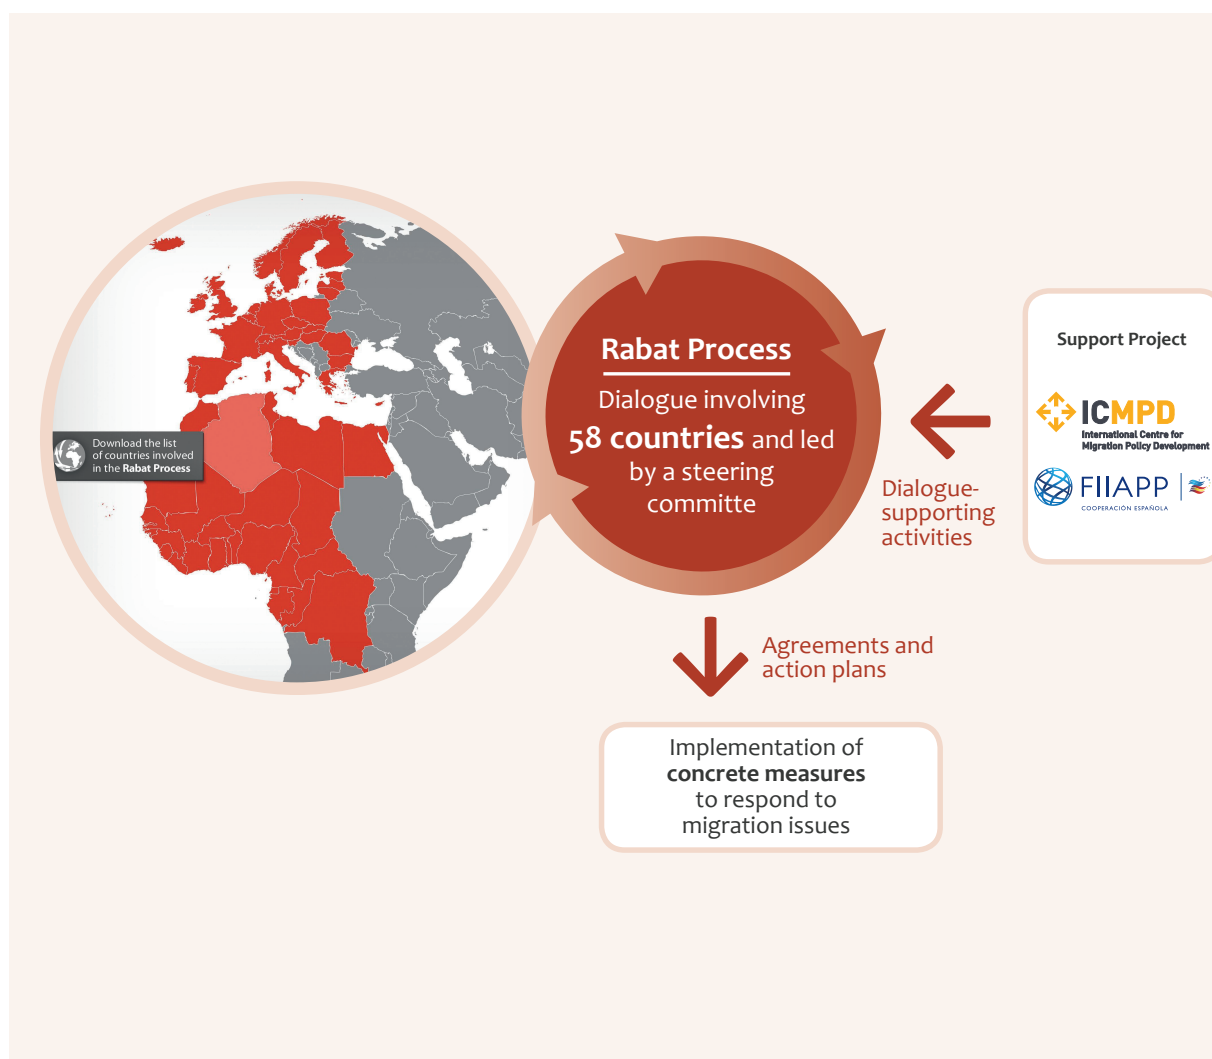 Download the list
of countries involved
in the Rabat Process
Rabat Process
Dialogue involving
58 countries and led
by a steering
committe
Dialogue-
supporting
activities
Support Project
ICMPD
International Centre for
Migration Policy Development
FIIAPP
COOPERACIÓN ESPAÑOLA
Agreements and
action plans
Implementation of
concrete measures
to respond to
migration issues